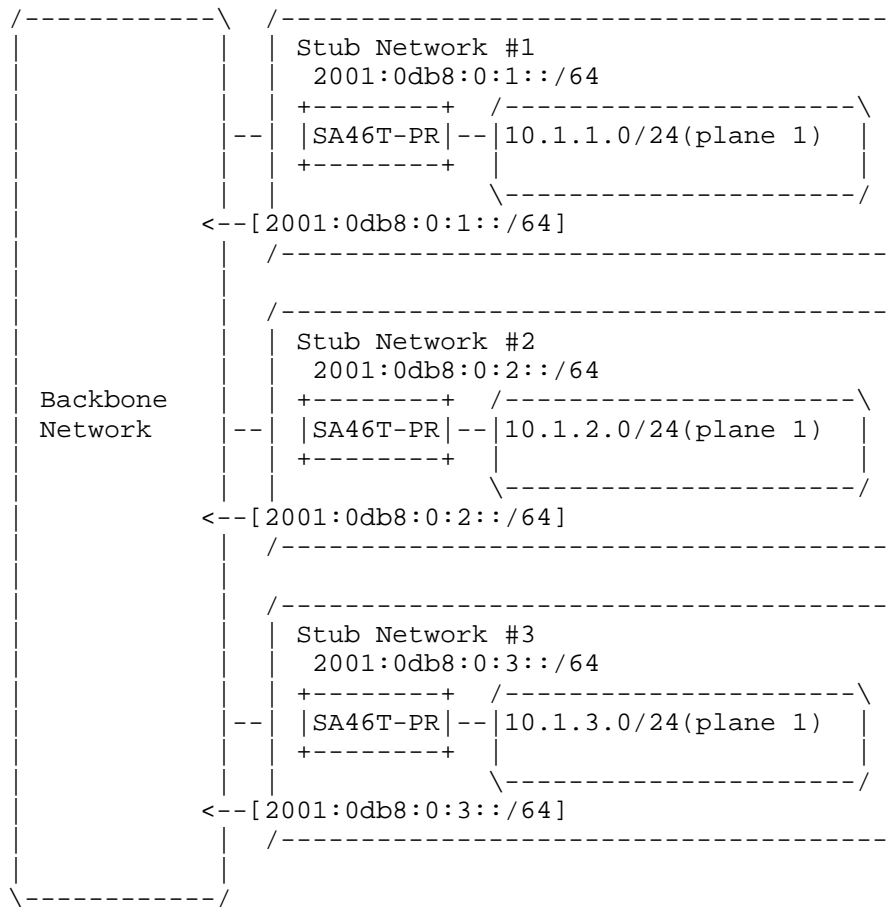 Stub Network #1
2001:0db8:0:1::/64
SA46T-PR
10.1.1.0/24(plane 1)
<--[2001:0db8:0:1::/64]
Stub Network #2
2001:0db8:0:2::/64
Backbone
Network
SA46T-PR
10.1.2.0/24(plane 1)
<--[2001:0db8:0:2::/64]
Stub Network #3
2001:0db8:0:3::/64
SA46T-PR
10.1.3.0/24(plane 1)
<--[2001:0db8:0:3::/64]